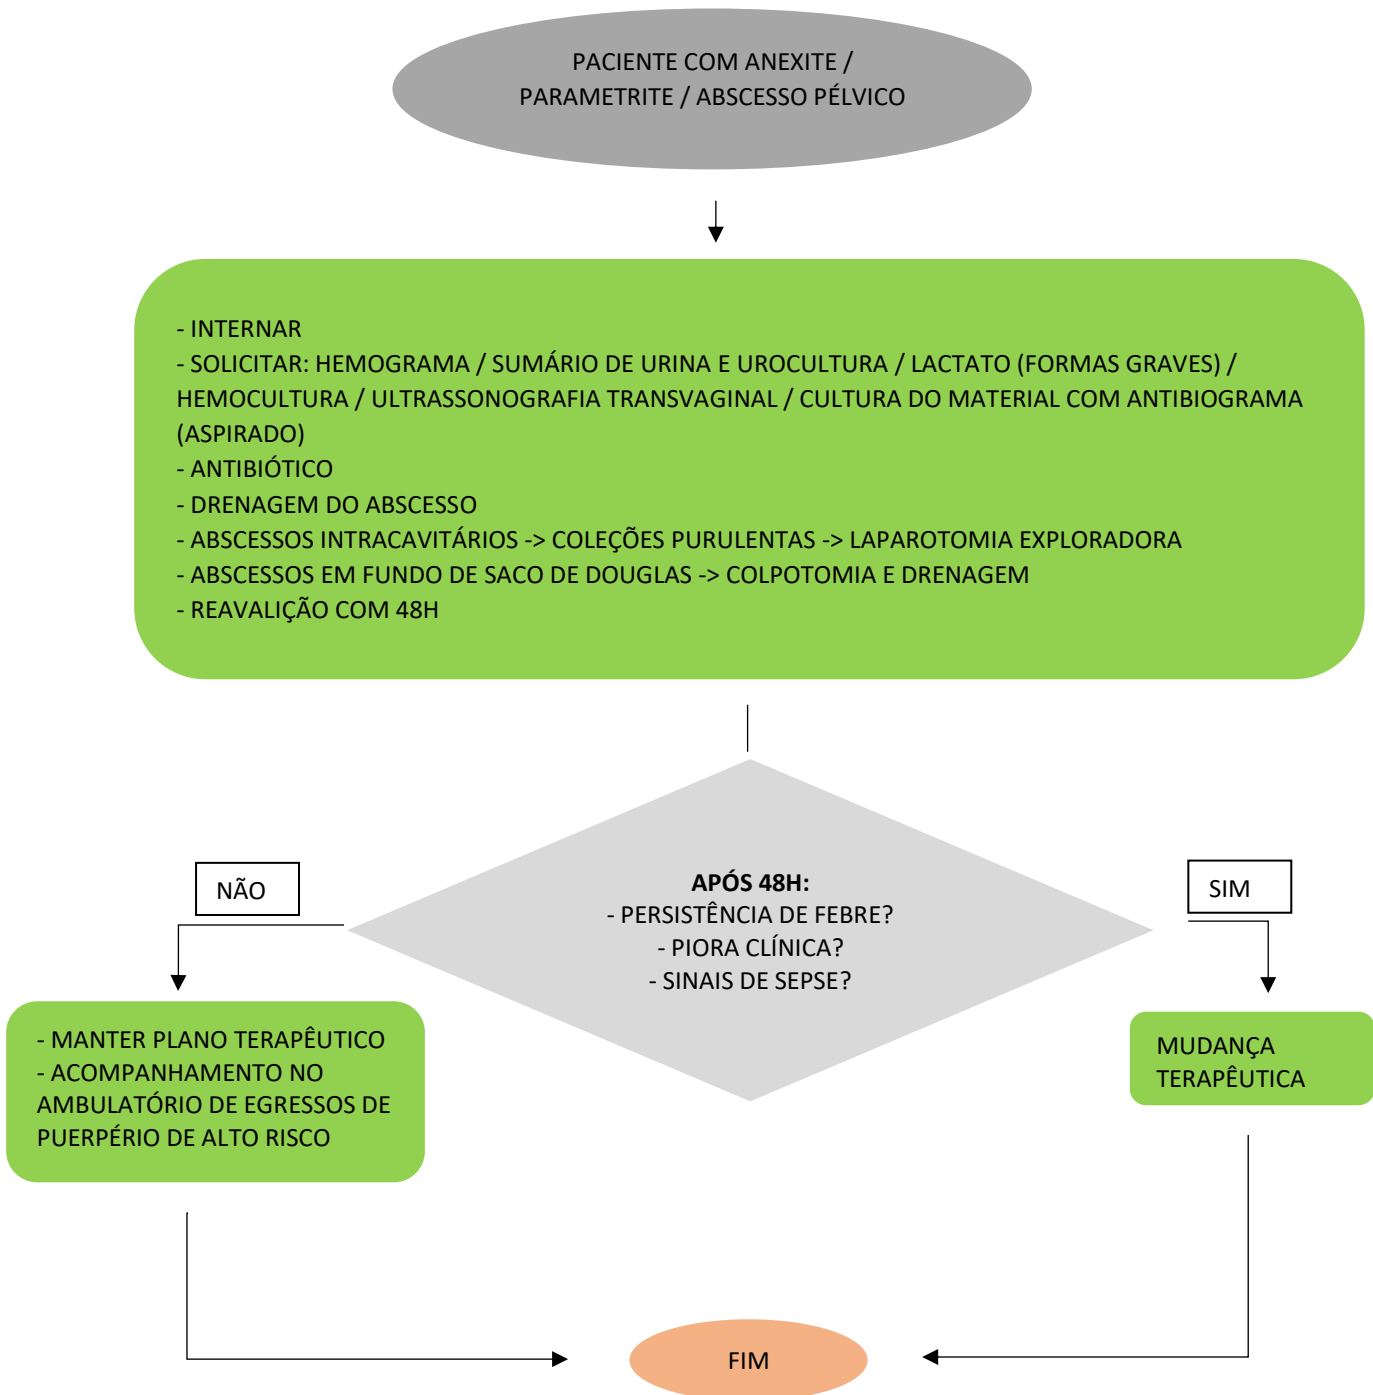 PACIENTE COM ANEXITE /
PARAMETRITE / ABSCESSO PÉLVICO
- INTERNAR
- SOLICITAR: HEMOGRAMA / SUMÁRIO DE URINA E UROCULTURA / LACTATO (FORMAS GRAVES) /
HEMOCULTURA / ULTRASSONOGRAFIA TRANSVAGINAL / CULTURA DO MATERIAL COM ANTIBIOGRAMA
(ASPIRADO)
- ANTIBIÓTICO
- DRENAGEM DO ABSCESSO
- ABSCESSOS INTRACAVITÁRIOS -> COLEÇÕES PURULENTAS -> LAPAROTOMIA EXPLORADORA
- ABSCESSOS EM FUNDO DE SACO DE DOUGLAS -> COLPOTOMIA E DRENAGEM
- REAVALIÇÃO COM 48H
NÃO
SIM
APÓS 48H:
- PERSISTÊNCIA DE FEBRE?
- PIORA CLÍNICA?
- SINAIS DE SEPSE?
- MANTER PLANO TERAPÊUTICO
- ACOMPANHAMENTO NO
AMBULATÓRIO DE EGRESSOS DE
PUERPÉRIO DE ALTO RISCO
MUDANÇA
TERAPÊUTICA
FIM